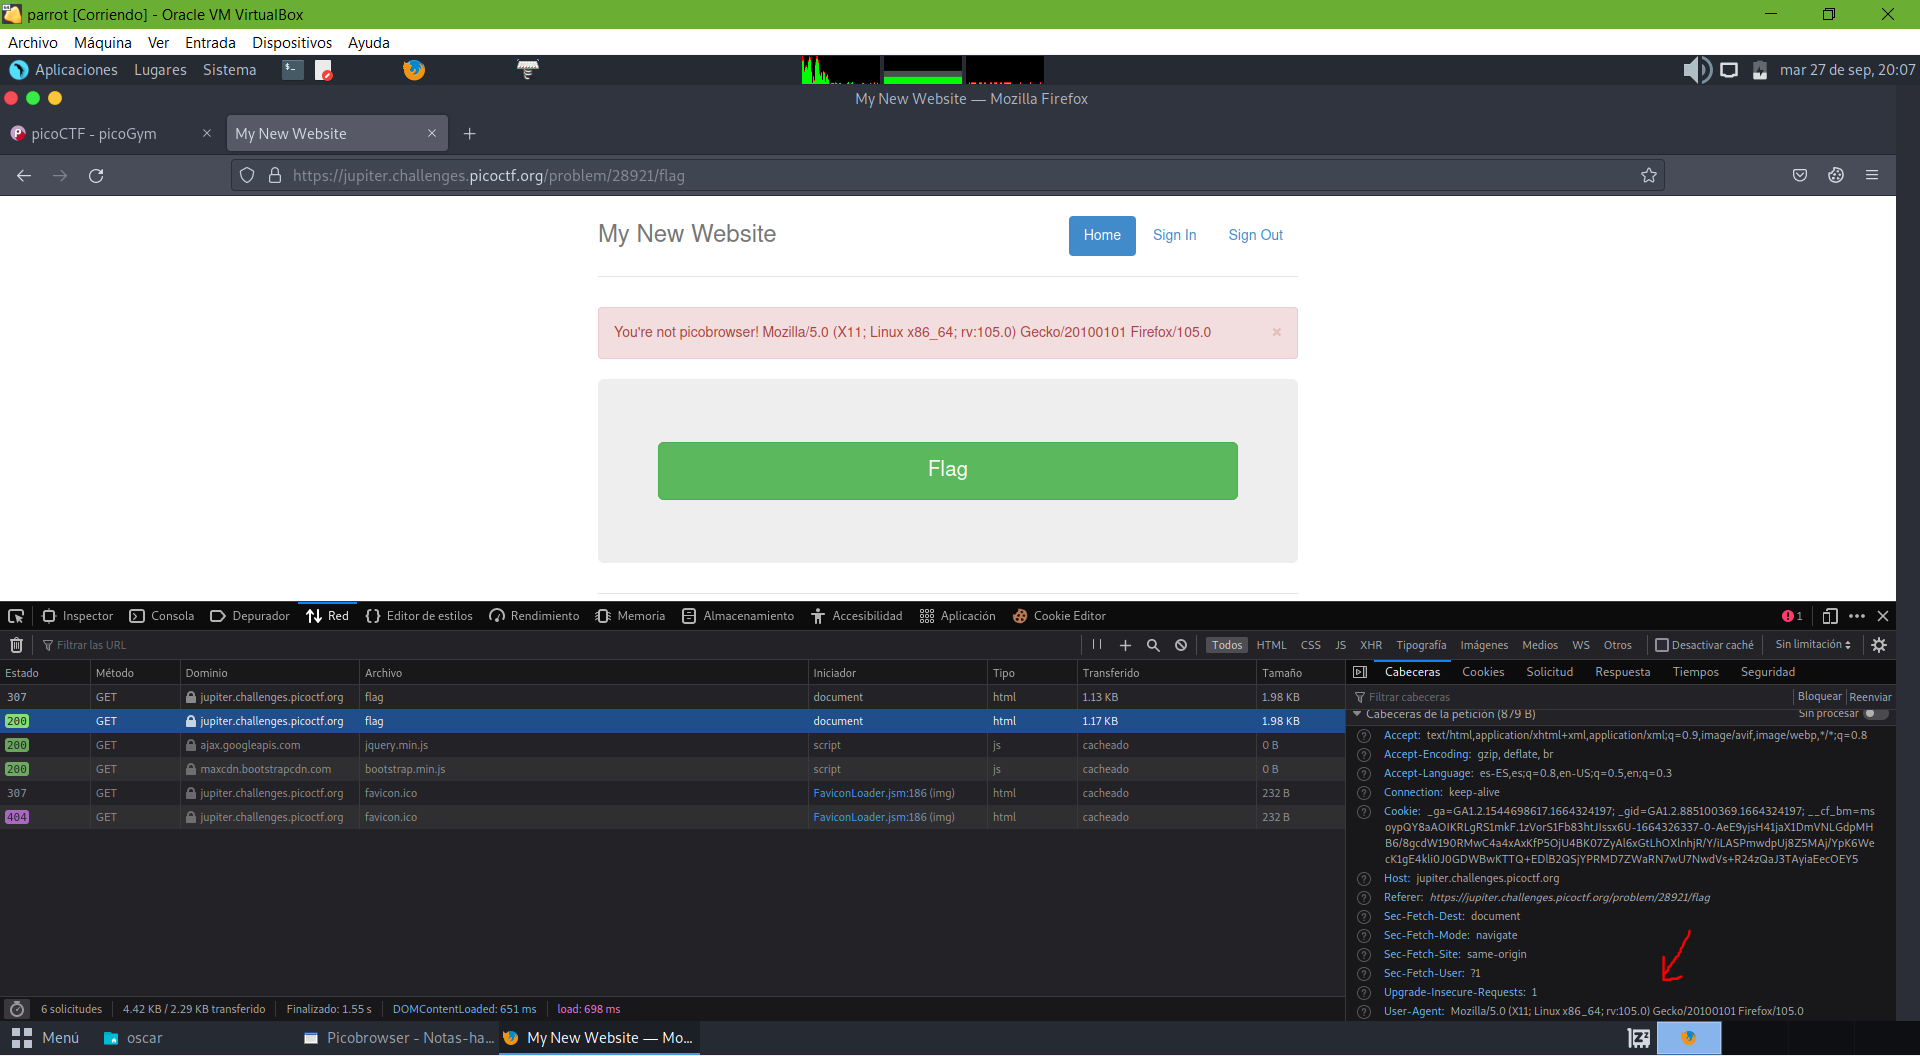 parrot [Corriendo] - Oracle VM VirtualBox
Archivo Máquina Ver Entrada Dispositivos Ayuda
Aplicaciones Lugares Sistema mar 27 de sep, 20:07
My New Website — Mozilla Firefox
picoCTF - picoGym My New Website
https://jupiter.challenges.picoctf.org/problem/28921/flag
My New Website Home Sign In Sign Out
You're not picobrowser! Mozilla/5.0 (X11; Linux x86_64; rv:105.0) Gecko/20100101 Firefox/105.0 ×
Flag
Inspector Consola Depurador Red Editor de estilos Rendimiento Memoria Almacenamiento Accesibilidad Aplicación Cookie Editor 1
Filtrar las URL Todos HTML CSS JS XHR Tipografía Imágenes Medios WS Otros Desactivar caché Sin limitación
Estado Método Dominio Archivo Iniciador Tipo Transferido Tamaño
307 GET jupiter.challenges.picoctf.org flag document html 1.13 KB 1.98 KB
200 GET jupiter.challenges.picoctf.org flag document html 1.17 KB 1.98 KB
200 GET ajax.googleapis.com jquery.min.js script js cacheado 0 B
200 GET maxcdn.bootstrapcdn.com bootstrap.min.js script js cacheado 0 B
307 GET jupiter.challenges.picoctf.org favicon.ico FaviconLoader.jsm:186 (img) html cacheado 232 B
404 GET jupiter.challenges.picoctf.org favicon.ico FaviconLoader.jsm:186 (img) html cacheado 232 B
Cabeceras Cookies Solicitud Respuesta Tiempos Seguridad
Filtrar cabeceras Bloquear Reenviar
Cabeceras de la petición (879 B) Sin procesar
Accept: text/html,application/xhtml+xml,application/xml;q=0.9,image/avif,image/webp,*/*;q=0.8
Accept-Encoding: gzip, deflate, br
Accept-Language: es-ES,es;q=0.8,en-US;q=0.5,en;q=0.3
Connection: keep-alive
Cookie: _ga=GA1.2.1544698617.1664324197; _gid=GA1.2.885100369.1664324197; __cf_bm=ms
oypQY8aAOIKRLgRS1mkF.1zVorS1Fb83htJIssx6U-1664326337-0-AeE9yjsH41jaX1DmVNLGdpMH
B6/8gcdW190RMwC4a4xAxKfP5OjU4BK07ZyAl6xGtLhOXlnhjR/Y/iLASPmwdpUj8Z5MAj/YpK6We
cK1gE4kli0J0GDWBwKTTQ+EDlB2QSjYPRMD7ZWaRN7wU7NwdVs+R24zQaJ3TAyiaEecOEY5
Host: jupiter.challenges.picoctf.org
Referer: https://jupiter.challenges.picoctf.org/problem/28921/flag
Sec-Fetch-Dest: document
Sec-Fetch-Mode: navigate
Sec-Fetch-Site: same-origin
Sec-Fetch-User: ?1
Upgrade-Insecure-Requests: 1
User-Agent: Mozilla/5.0 (X11; Linux x86_64; rv:105.0) Gecko/20100101 Firefox/105.0
6 solicitudes 4.42 KB / 2.29 KB transferido Finalizado: 1.55 s DOMContentLoaded: 651 ms load: 698 ms
Menú oscar Picobrowser - Notas-ha... My New Website — Mo...